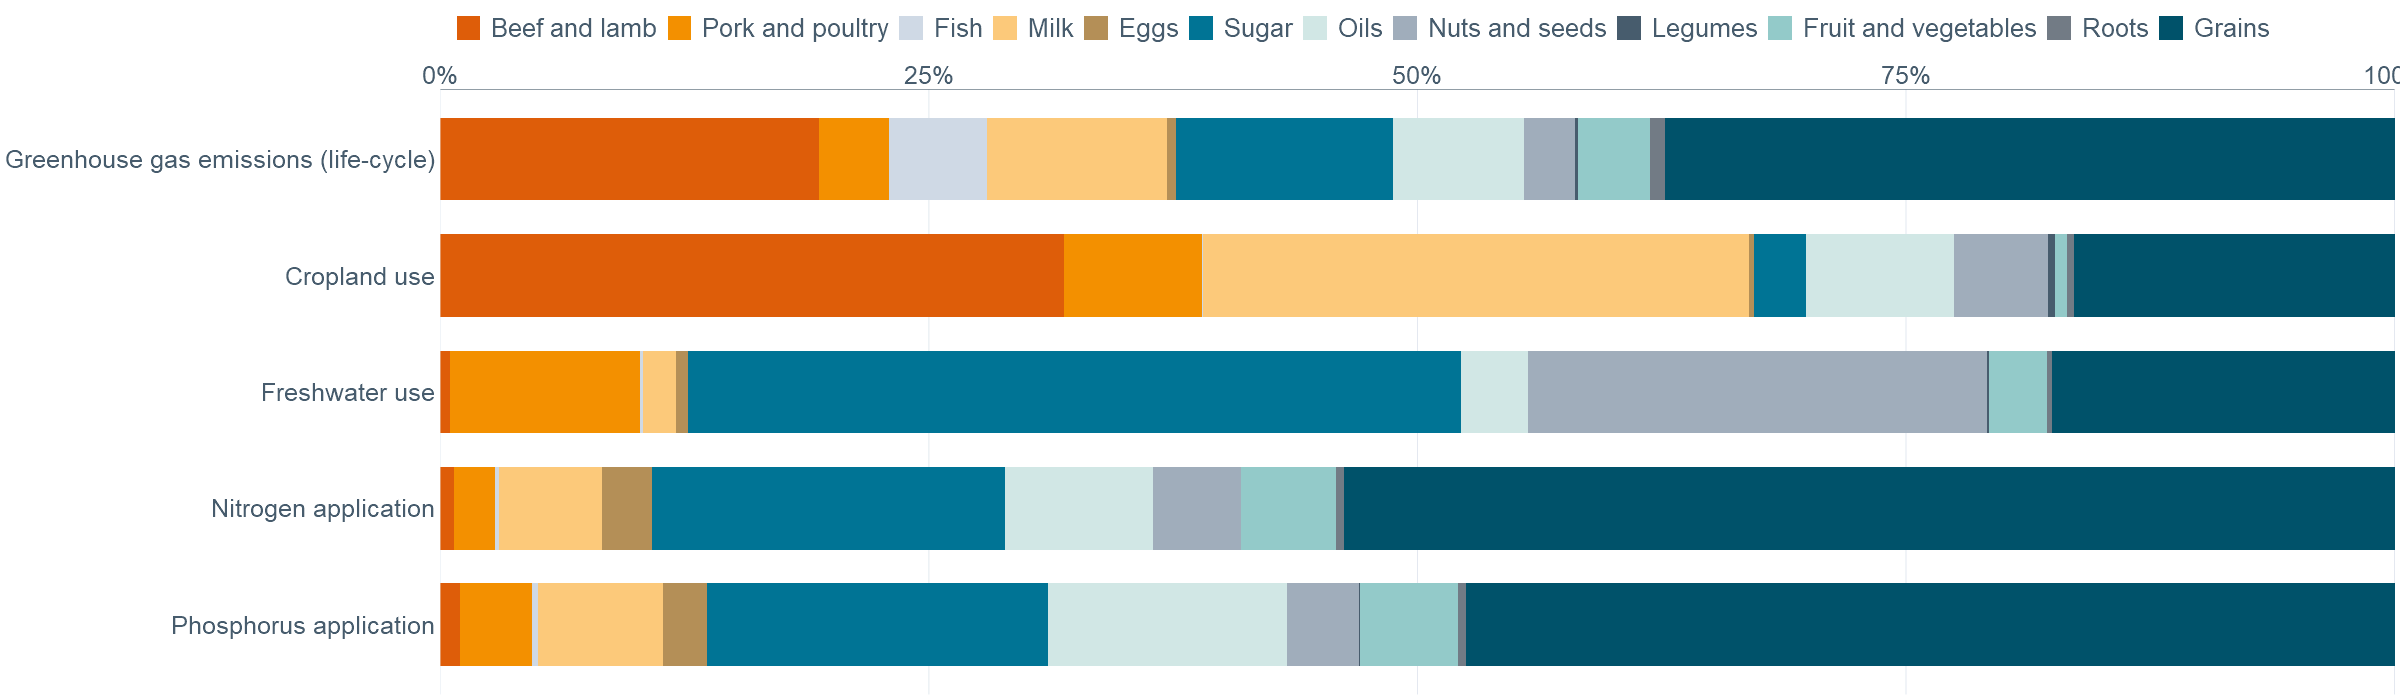 Beef and lamb Pork and poultry Fish Milk Eggs Sugar Oils Nuts and seeds Legumes Fruit and vegetables Roots Grains
0% 25% 50% 75% 100
Greenhouse gas emissions (life-cycle)
Cropland use
Freshwater use
Nitrogen application
Phosphorus application